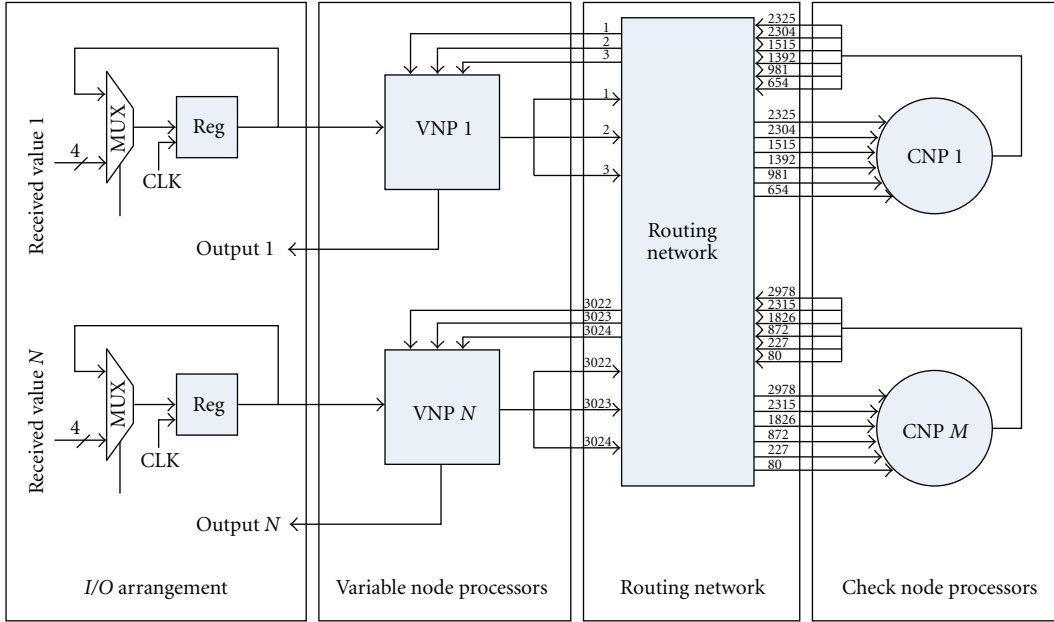 Received value 1
4
MUX
Reg
CLK
VNP 1
Output 1
1
2
3
1
2
3
Routing
network
2325
2304
1515
1392
981
654
2325
2304
1515
1392
981
654
CNP 1
Received value N
4
MUX
Reg
CLK
VNP N
Output N
3022
3023
3024
3022
3023
3024
2978
2315
1826
872
227
80
2978
2315
1826
872
227
80
CNP M
I/O arrangement
Variable node processors
Routing network
Check node processors